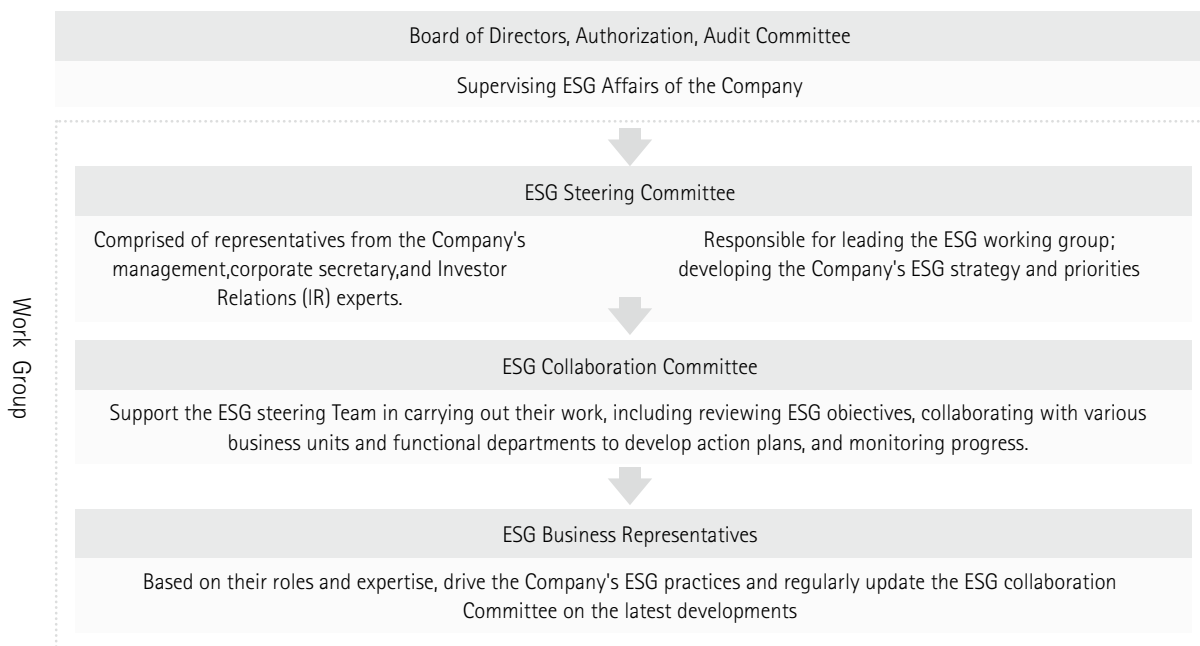 Board of Directors, Authorization, Audit Committee
Supervising ESG Affairs of the Company
Work Group
ESG Steering Committee
Comprised of representatives from the Company's
management,corporate secretary,and Investor
Relations (IR) experts.
Responsible for leading the ESG working group;
developing the Company's ESG strategy and priorities
ESG Collaboration Committee
Support the ESG steering Team in carrying out their work, including reviewing ESG obiectives, collaborating with various
business units and functional departments to develop action plans, and monitoring progress.
ESG Business Representatives
Based on their roles and expertise, drive the Company's ESG practices and regularly update the ESG collaboration
Committee on the latest developments